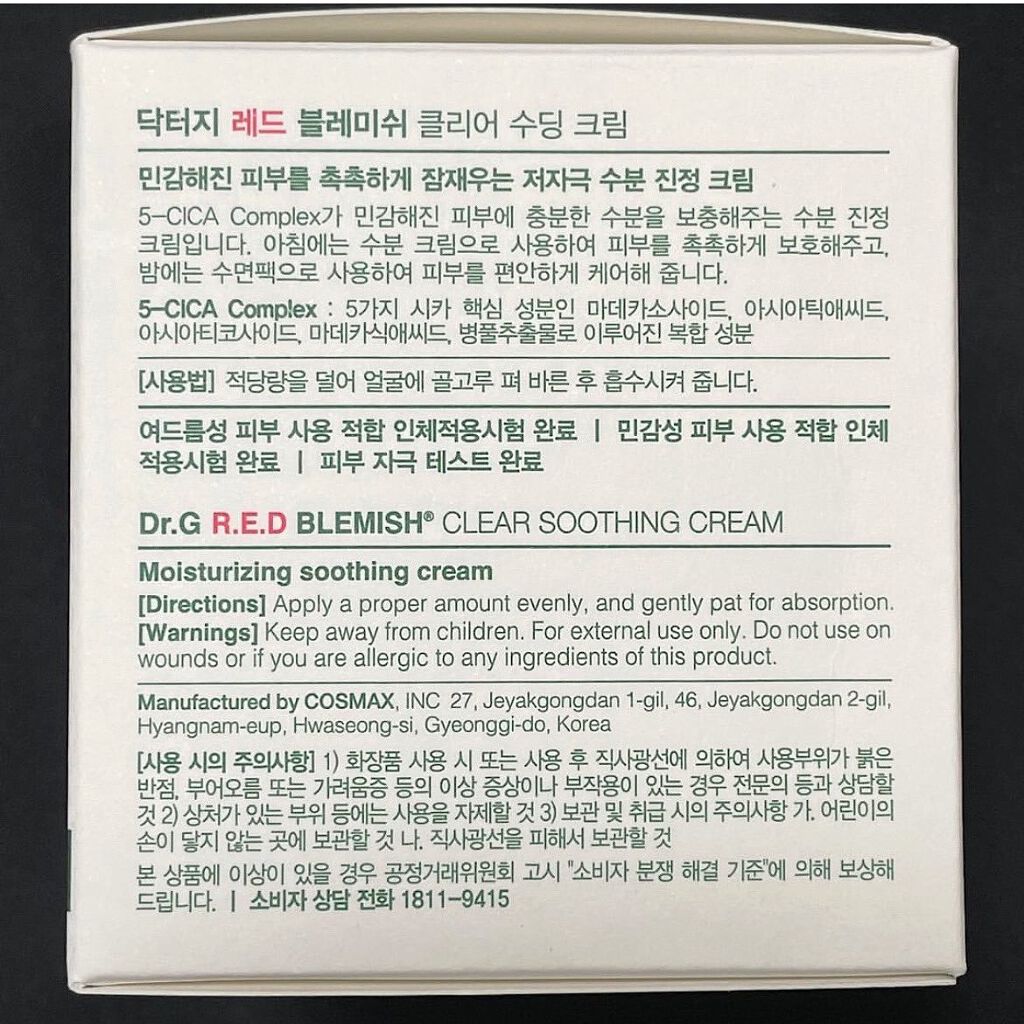 닥터지 레드 블레미쉬 클리어 수딩 크림
민감해진 피부를 촉촉하게 잠재우는 저자극 수분 진정 크림
5-CICA Complex가 민감해진 피부에 충분한 수분을 보충해주는 수분 진정
크림입니다. 아침에는 수분 크림으로 사용하여 피부를 촉촉하게 보호해주고,
밤에는 수면팩으로 사용하여 피부를 편안하게 케어해 줍니다.
5-CICA Complex : 5가지 시카 핵심 성분인 마데카소사이드, 아시아틱애씨드,
아시아티코사이드, 마데카식애씨드, 병풀추출물로 이루어진 복합 성분
[사용법] 적당량을 덜어 얼굴에 골고루 펴 바른 후 흡수시켜 줍니다.
여드름성 피부 사용 적합 인체적용시험 완료 | 민감성 피부 사용 적합 인체
적용시험 완료 | 피부 자극 테스트 완료
Dr.G R.E.D BLEMISH® CLEAR SOOTHING CREAM
Moisturizing soothing cream
[Directions] Apply a proper amount evenly, and gently pat for absorption.
[Warnings] Keep away from children. For external use only. Do not use on
wounds or if you are allergic to any ingredients of this product.
Manufactured by COSMAX, INC 27, Jeyakgongdan 1-gil, 46, Jeyakgongdan 2-gil,
Hyangnam-eup, Hwaseong-si, Gyeonggi-do, Korea
[사용 시의 주의사항] 1) 화장품 사용 시 또는 사용 후 직사광선에 의하여 사용부위가 붉은
반점, 부어오름 또는 가려움증 등의 이상 증상이나 부작용이 있는 경우 전문의 등과 상담할
것 2) 상처가 있는 부위 등에는 사용을 자제할 것 3) 보관 및 취급 시의 주의사항 가. 어린이의
손이 닿지 않는 곳에 보관할 것 나. 직사광선을 피해서 보관할 것
본 상품에 이상이 있을 경우 공정거래위원회 고시 "소비자 분쟁 해결 기준"에 의해 보상해
드립니다. | 소비자 상담 전화 1811-9415